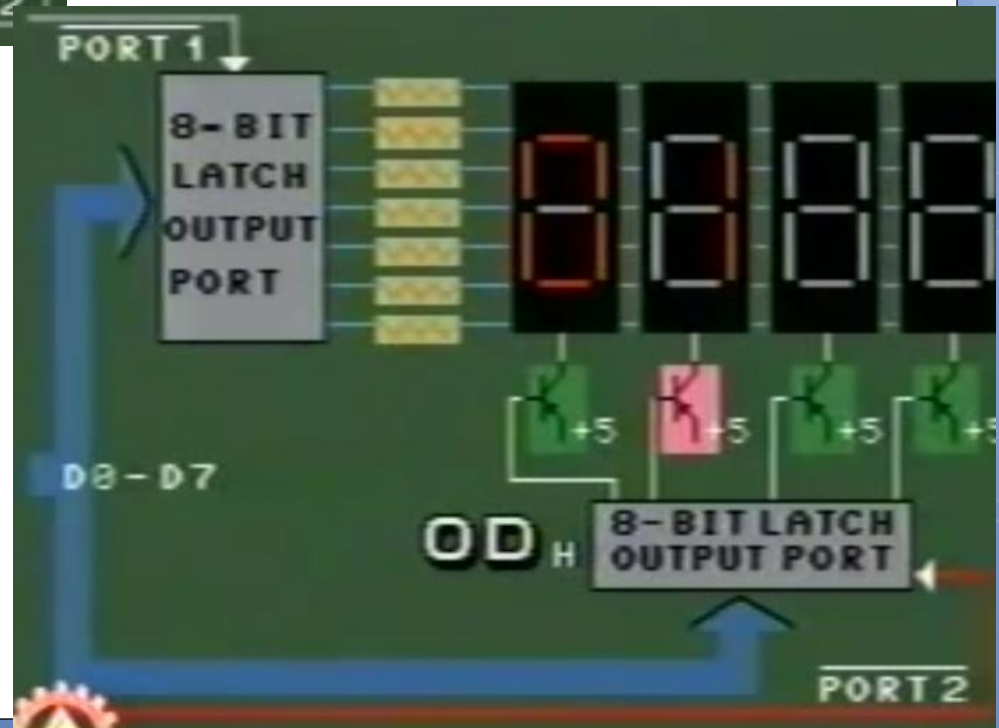 PORT 1
8-BIT
LATCH
OUTPUT
PORT
+5
+5
+5
+5
D0-D7
0D H
8-BIT LATCH
OUTPUT PORT
PORT 2